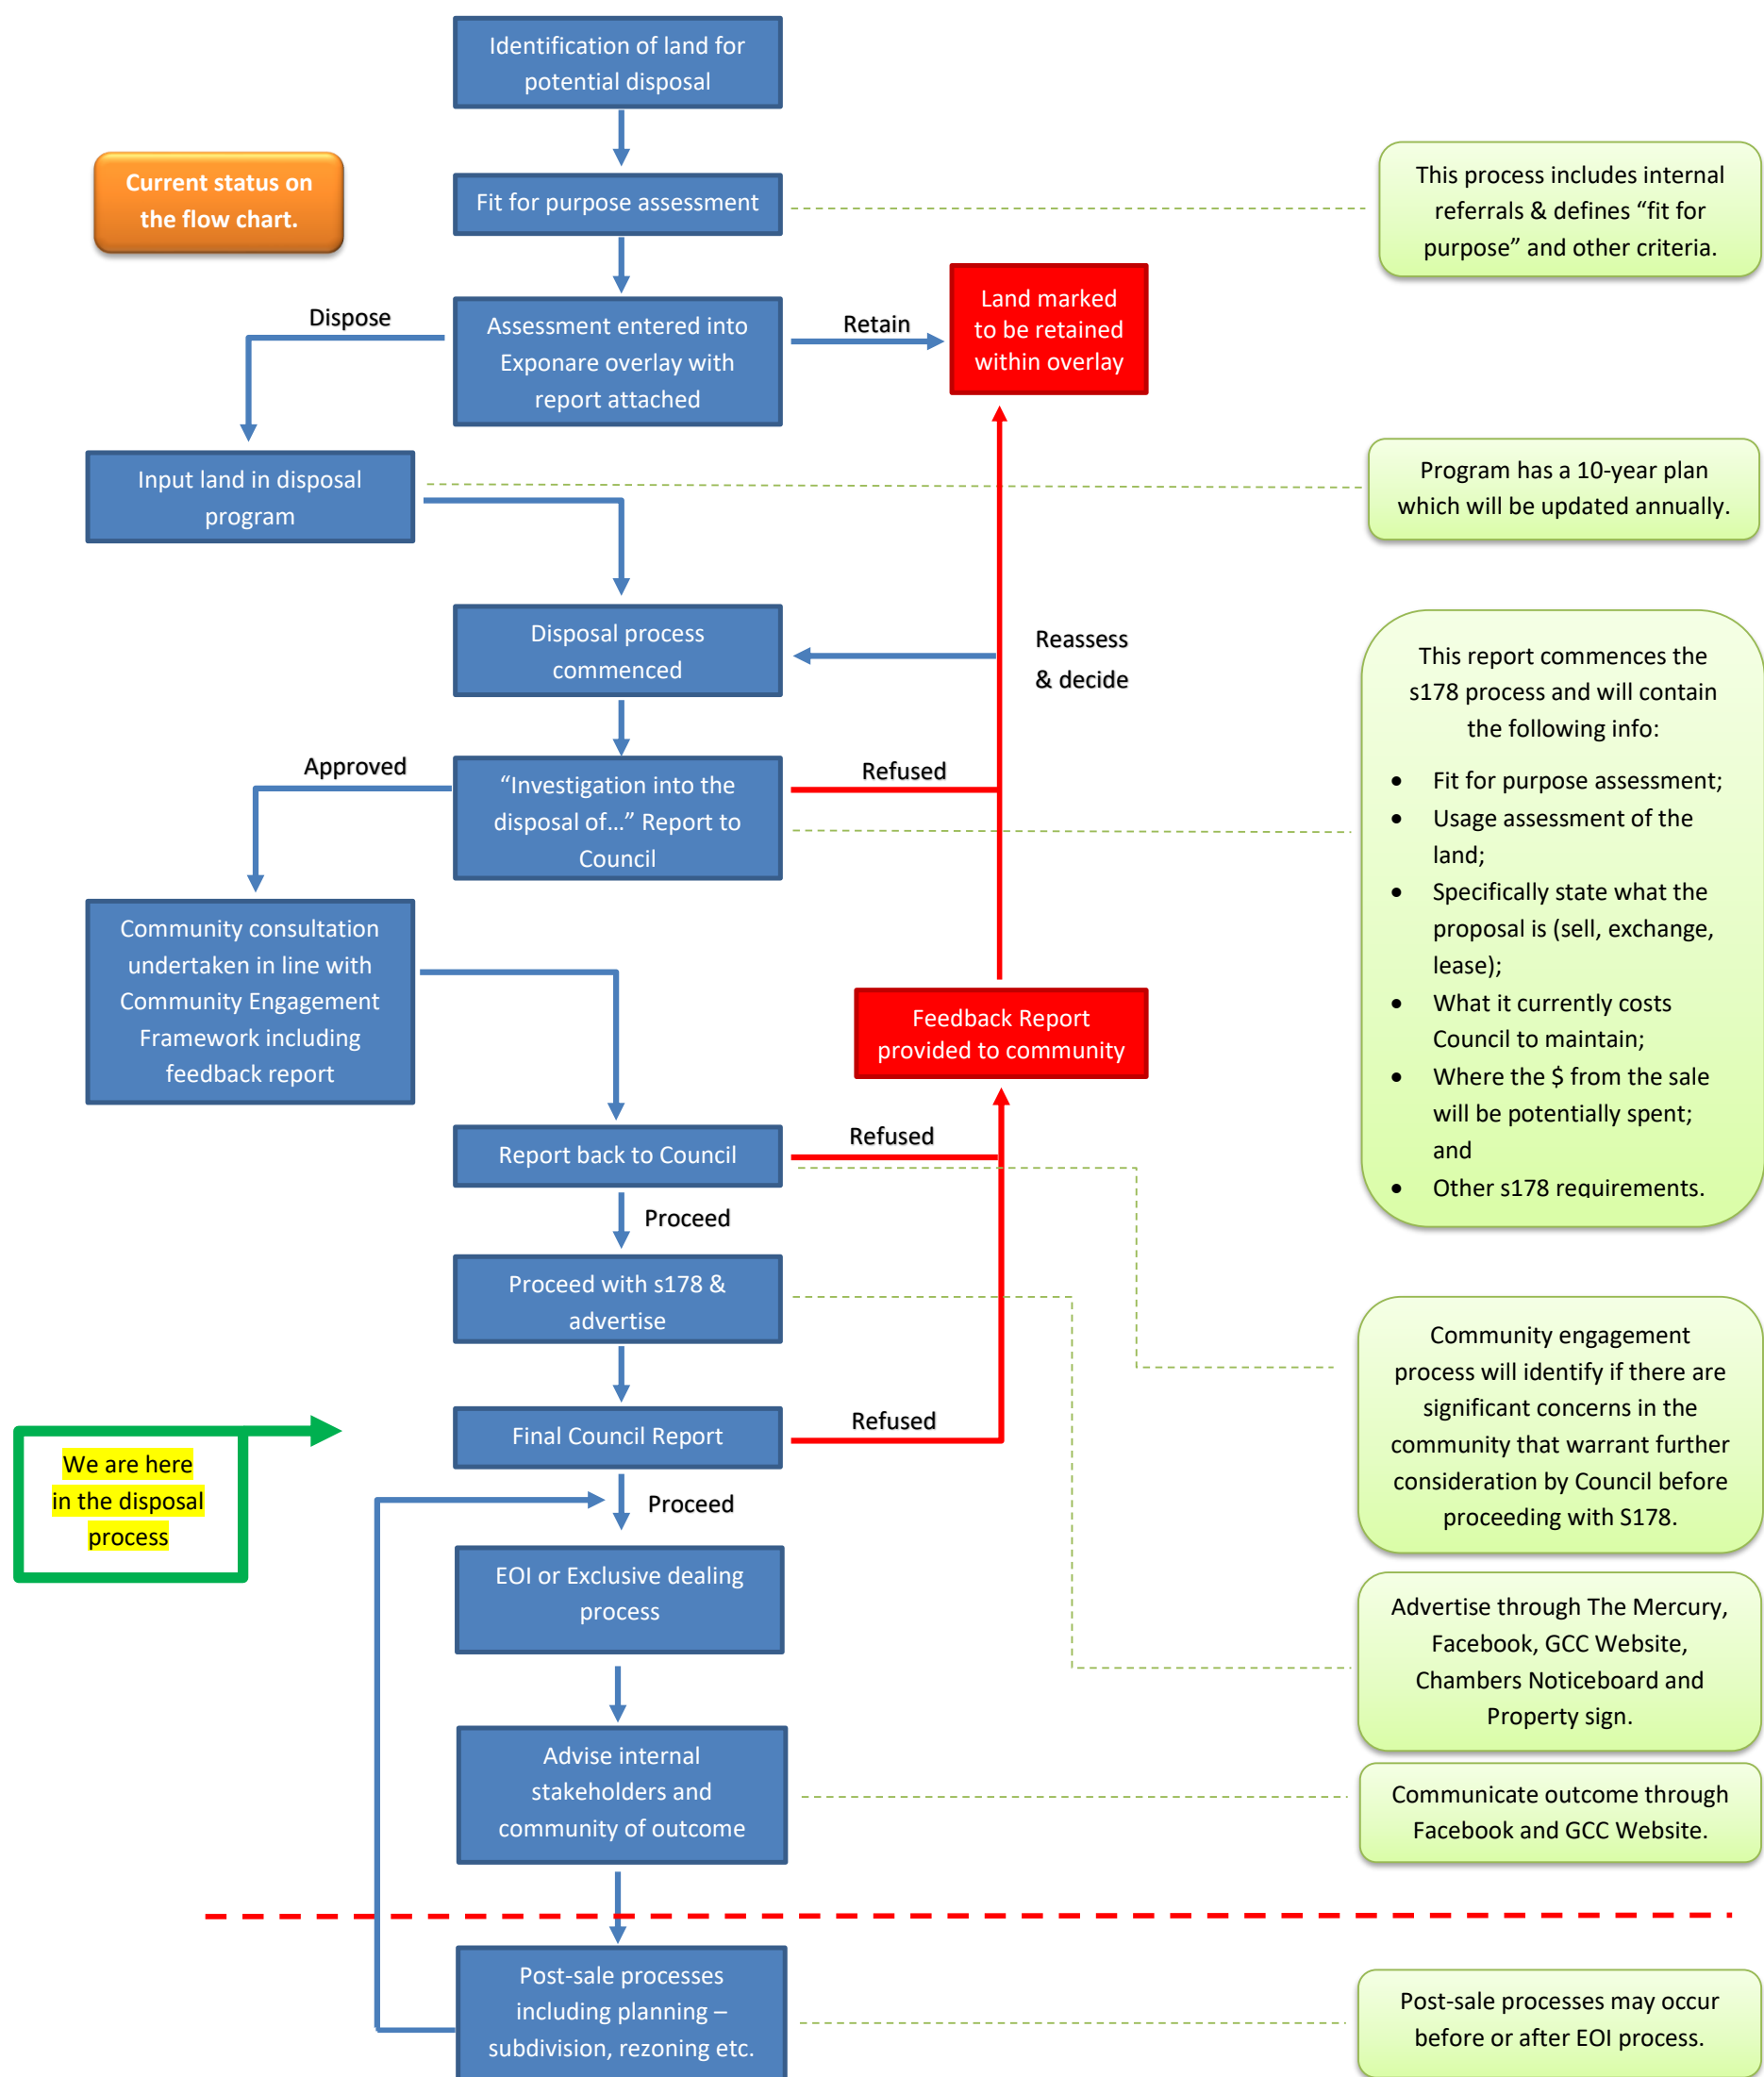 Identification of land for
potential disposal
Current status on
the flow chart.
Fit for purpose assessment
This process includes internal
referrals & defines “fit for
purpose” and other criteria.
Dispose
Assessment entered into
Exponare overlay with
report attached
Retain
Land marked
to be retained
within overlay
Input land in disposal
program
Program has a 10-year plan
which will be updated annually.
Disposal process
commenced
Reassess
& decide
This report commences the
s178 process and will contain
the following info:
• Fit for purpose assessment;
• Usage assessment of the
land;
• Specifically state what the
proposal is (sell, exchange,
lease);
• What it currently costs
Council to maintain;
• Where the $ from the sale
will be potentially spent;
and
• Other s178 requirements.
Approved
“Investigation into the
disposal of…” Report to
Council
Refused
Community consultation
undertaken in line with
Community Engagement
Framework including
feedback report
Feedback Report
provided to community
Report back to Council
Refused
Proceed
Proceed with s178 &
advertise
Community engagement
process will identify if there are
significant concerns in the
community that warrant further
consideration by Council before
proceeding with S178.
Final Council Report
Refused
We are here
in the disposal
process
Proceed
EOI or Exclusive dealing
process
Advertise through The Mercury,
Facebook, GCC Website,
Chambers Noticeboard and
Property sign.
Advise internal
stakeholders and
community of outcome
Communicate outcome through
Facebook and GCC Website.
Post-sale processes
including planning –
subdivision, rezoning etc.
Post-sale processes may occur
before or after EOI process.